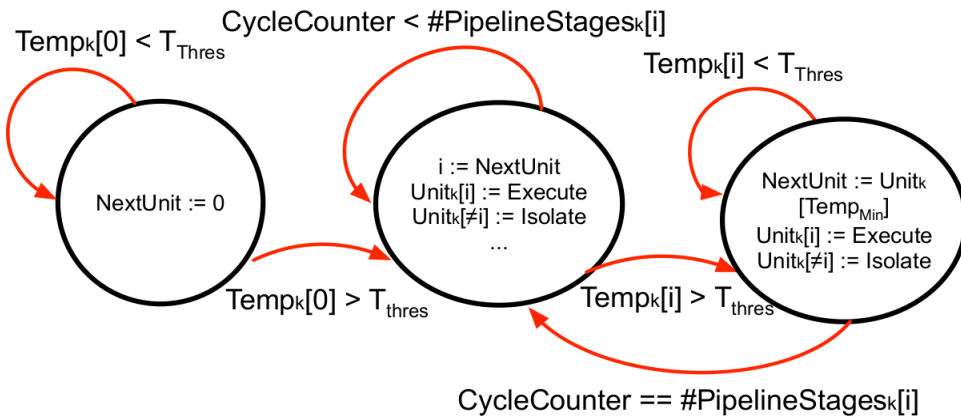 CycleCounter < #PipelineStagesk[i]
Tempk[0] < TThres
Tempk[i] < TThres
NextUnit := 0
i := NextUnit
Unitk[i] := Execute
Unitk[≠i] := Isolate
...
NextUnit := Unitk
[TempMin]
Unitk[i] := Execute
Unitk[≠i] := Isolate
Tempk[0] > Tthres
Tempk[i] > Tthres
CycleCounter == #PipelineStagesk[i]